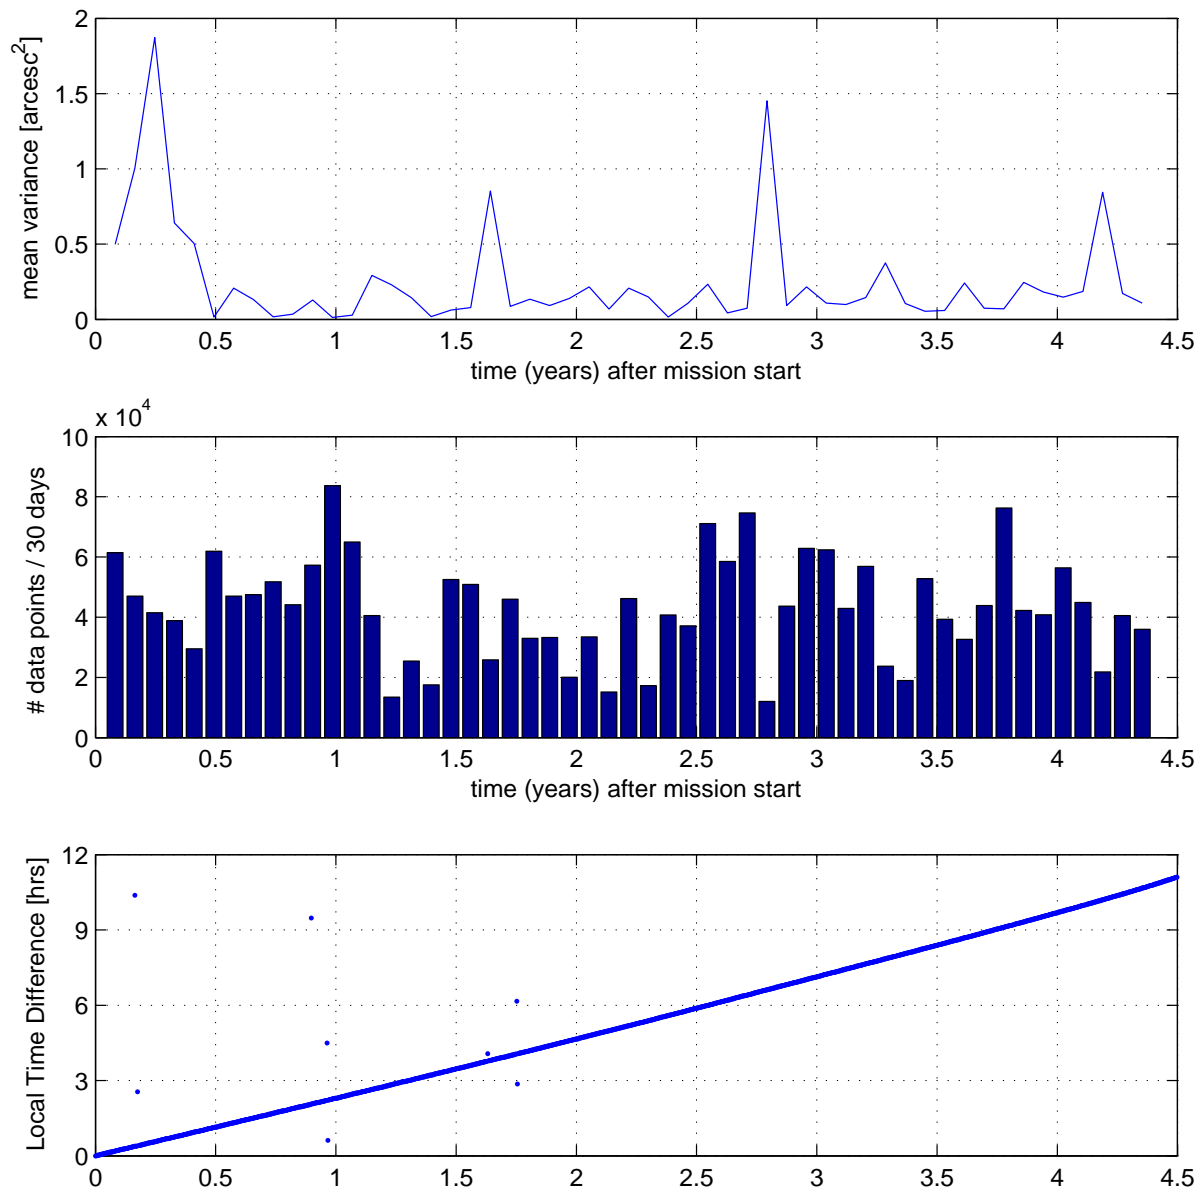 2
1.5
1
0.5
0
mean variance [arcesc^2]
0 0.5 1 1.5 2 2.5 3 3.5 4 4.5
time (years) after mission start
x 10^4
10
8
6
4
2
0
# data points / 30 days
0 0.5 1 1.5 2 2.5 3 3.5 4 4.5
time (years) after mission start
12
9
6
3
0
Local Time Difference [hrs]
0 0.5 1 1.5 2 2.5 3 3.5 4 4.5